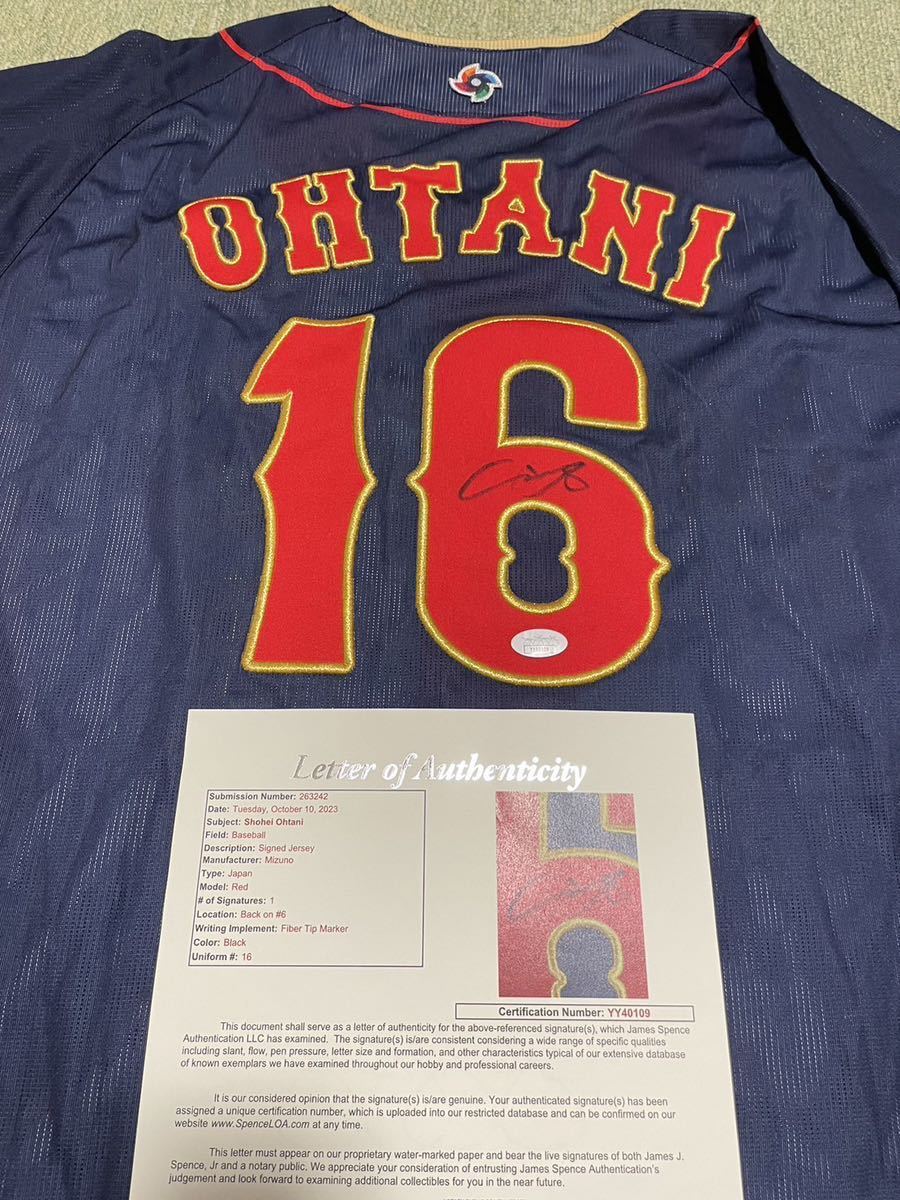 OHTANI
16
Letter of Authenticity
Submission Number: 263242
Date: Tuesday, October 10, 2023
Subject: Shohei Ohtani
Field: Baseball
Description: Signed Jersey
Manufacturer: Mizuno
Type: Japan
Model: Red
# of Signatures: 1
Location: Back on #6
Writing Implement: Fiber Tip Marker
Color: Black
Uniform #: 16
Certification Number: YY40109
This document shall serve as a letter of authenticity for the above-referenced signature(s), which James Spence
Authentication LLC has examined. The signature(s) is/are consistent considering a wide range of specific qualities
including slant, flow, pen pressure, letter size and formation, and other characteristics typical of our extensive database
of known exemplars we have examined throughout our hobby and professional careers.
It is our considered opinion that the signature(s) is/are genuine. Your authenticated signature(s) has been
assigned a unique certification number, which is uploaded into our restricted database and can be confirmed on our
website www.SpenceLOA.com at any time.
This letter must appear on our proprietary water-marked paper and bear the live signatures of both James J.
Spence, Jr and a notary public. We appreciate your consideration of entrusting James Spence Authentication's
judgement and look forward to examining additional collectibles for you in the near future.